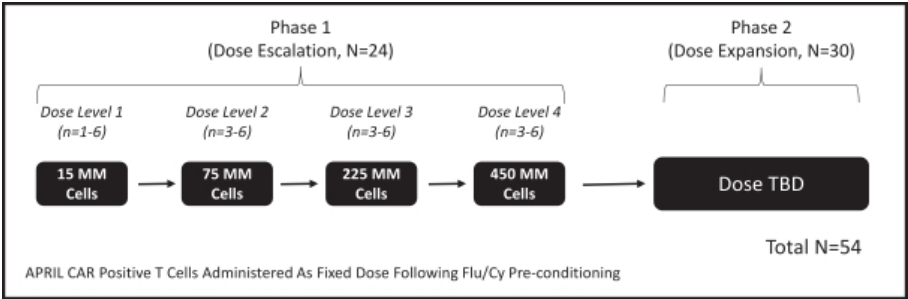 Phase 1
(Dose Escalation, N=24)
Phase 2
(Dose Expansion, N=30)
Dose Level 1
(n=1-6)
Dose Level 2
(n=3-6)
Dose Level 3
(n=3-6)
Dose Level 4
(n=3-6)
15 MM
Cells
75 MM
Cells
225 MM
Cells
450 MM
Cells
Dose TBD
Total N=54
APRIL CAR Positive T Cells Administered As Fixed Dose Following Flu/Cy Pre-conditioning